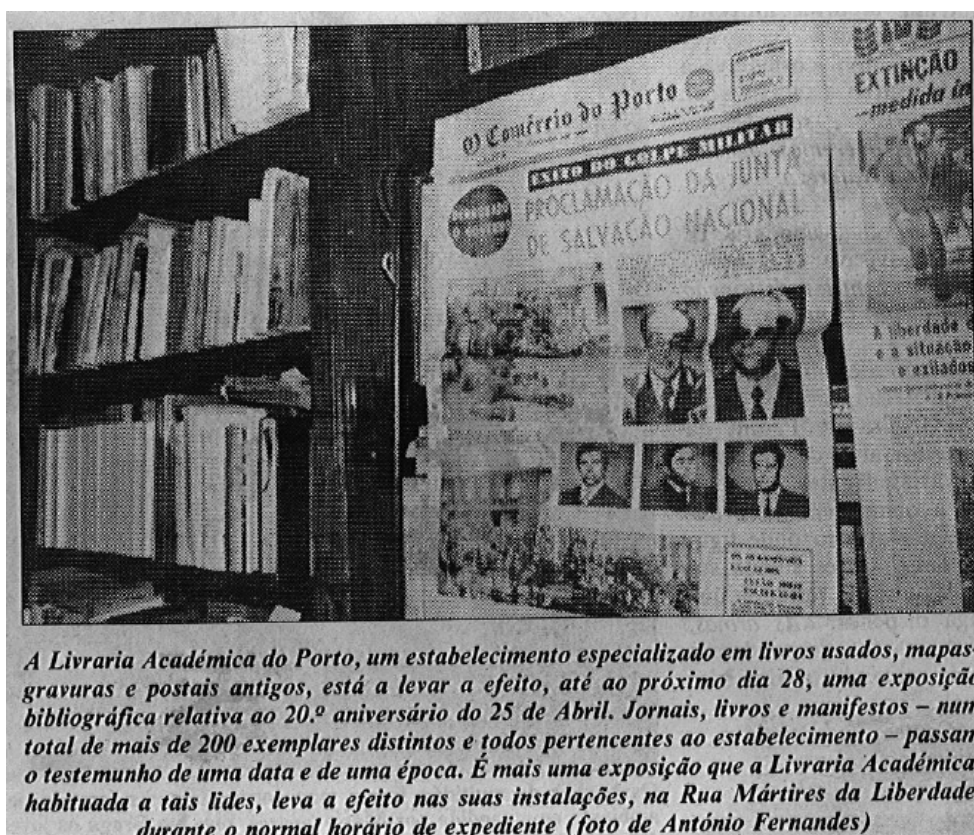 O Comércio do Porto
EXITO DO GOLPE MILITAR
PROCLAMAÇÃO DA JUNTA
DE SALVAÇÃO NACIONAL
EXTINÇÃO
medida
A liberdade
e a situação
e exilados
A Livraria Académica do Porto, um estabelecimento especializado em livros usados, mapas,
gravuras e postais antigos, está a levar a efeito, até ao próximo dia 28, uma exposição
bibliográfica relativa ao 20.º aniversário do 25 de Abril. Jornais, livros e manifestos – num
total de mais de 200 exemplares distintos e todos pertencentes ao estabelecimento – passam
o testemunho de uma data e de uma época. É mais uma exposição que a Livraria Académica,
habituada a tais lides, leva a efeito nas suas instalações, na Rua Mártires da Liberdade,
durante o normal horário de expediente (foto de António Fernandes)